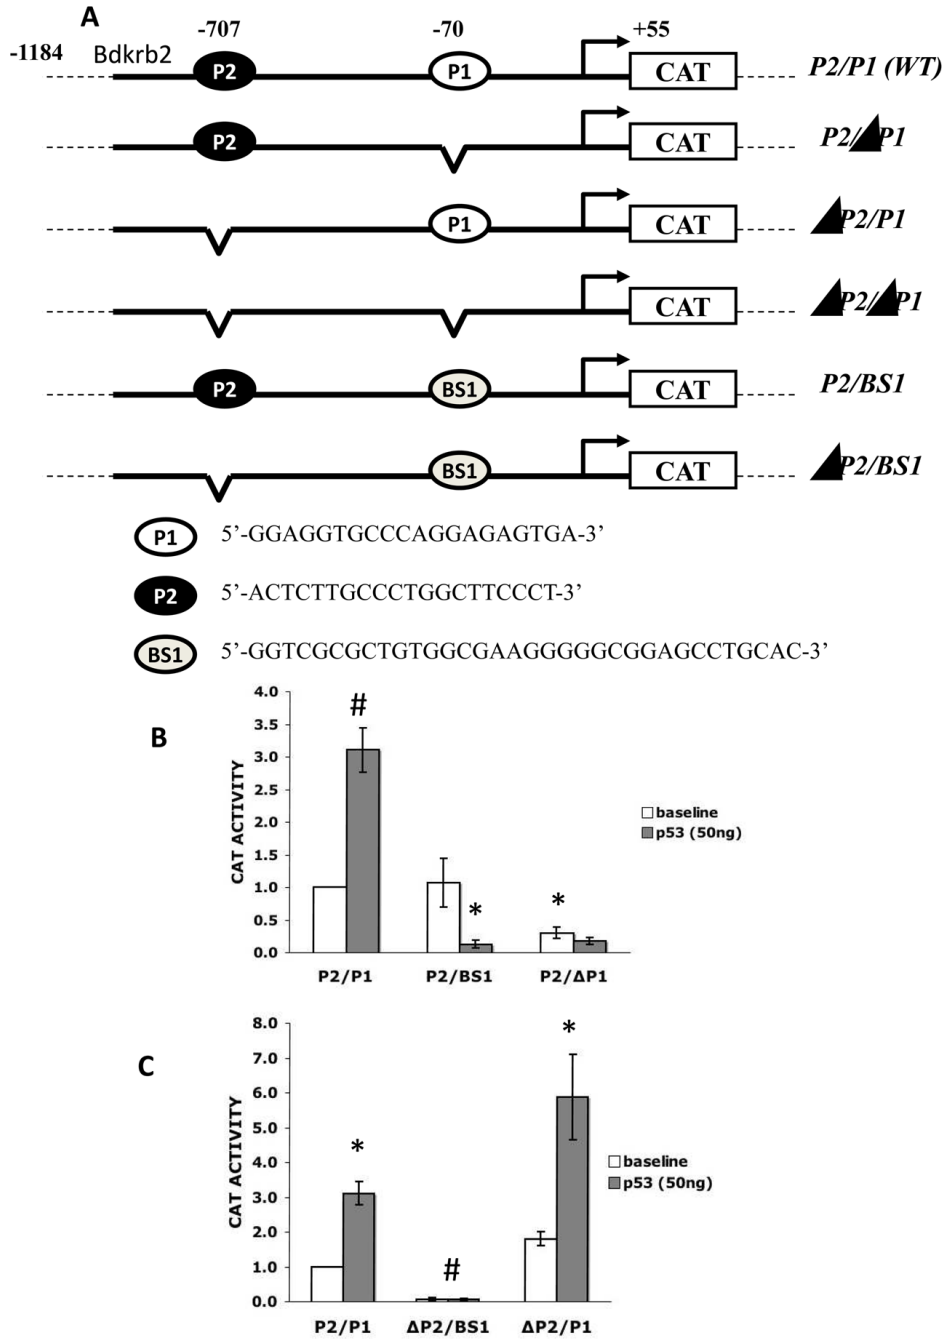 A
-707 -70 +55
-1184 Bdkrb2 P2 P1 CAT P2/P1 (WT)
P2 CAT P2/◢P1
P1 CAT ◢P2/P1
CAT ◢P2/◢P1
P2 BS1 CAT P2/BS1
BS1 CAT ◢P2/BS1
P1 5’-GGAGGTGCCCAGGAGAGTGA-3’
P2 5’-ACTCTTGCCCTGGCTTCCCT-3’
BS1 5’-GGTCGCGCTGTGGCGAAGGGGGCGGAGCCTGCAC-3’
B
CAT ACTIVITY
4.0
3.5
3.0
2.5
2.0
1.5
1.0
0.5
0.0
#
*
*
P2/P1 P2/BS1 P2/ΔP1
baseline
p53 (50ng)
C
CAT ACTIVITY
8.0
7.0
6.0
5.0
4.0
3.0
2.0
1.0
0.0
*
#
*
P2/P1 ΔP2/BS1 ΔP2/P1
baseline
p53 (50ng)